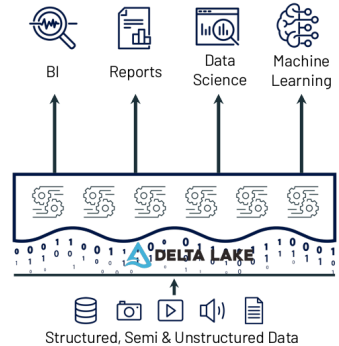 BI
Reports
Data
Science
Machine
Learning
DELTA LAKE
Structured, Semi & Unstructured Data